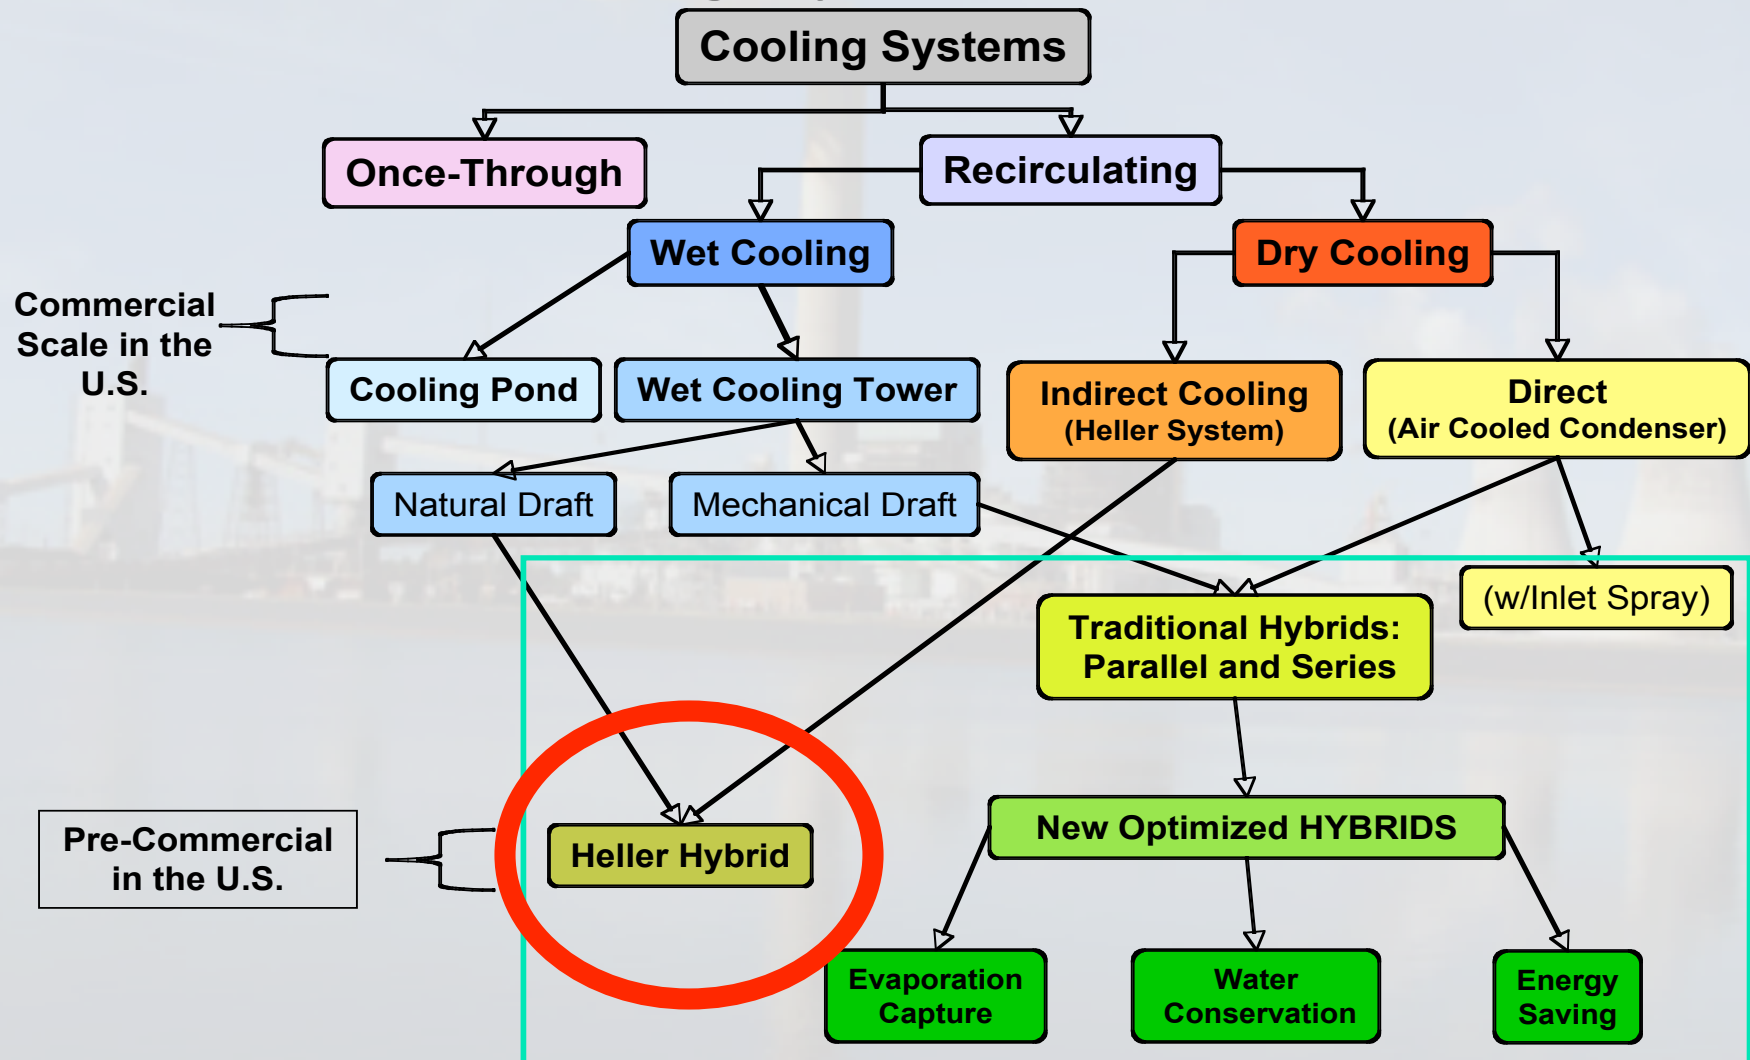 Cooling Systems
Once-Through
Recirculating
Wet Cooling
Dry Cooling
Commercial
Scale in the
U.S.
Cooling Pond
Wet Cooling Tower
Indirect Cooling
(Heller System)
Direct
(Air Cooled Condenser)
Natural Draft
Mechanical Draft
(w/Inlet Spray)
Traditional Hybrids:
Parallel and Series
Pre-Commercial
in the U.S.
Heller Hybrid
New Optimized HYBRIDS
Evaporation
Capture
Water
Conservation
Energy
Saving